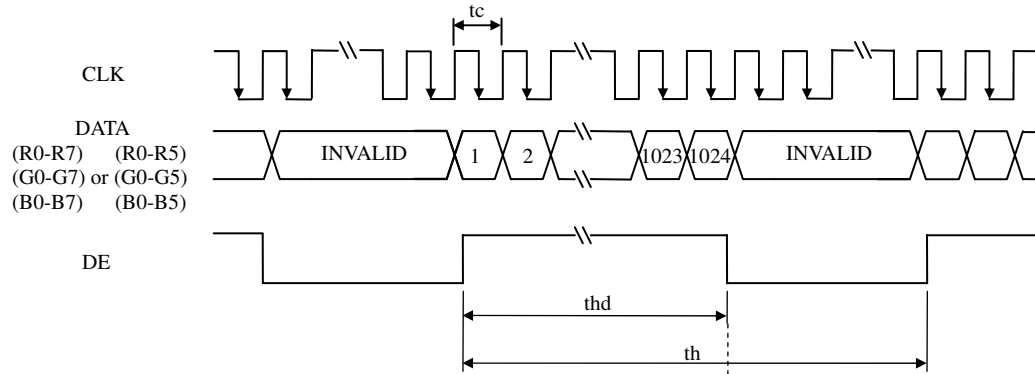 tc
CLK
DATA
(R0-R7) (R0-R5)
(G0-G7) or (G0-G5)
(B0-B7) (B0-B5)
INVALID 1 2 1023 1024 INVALID
DE
thd
th